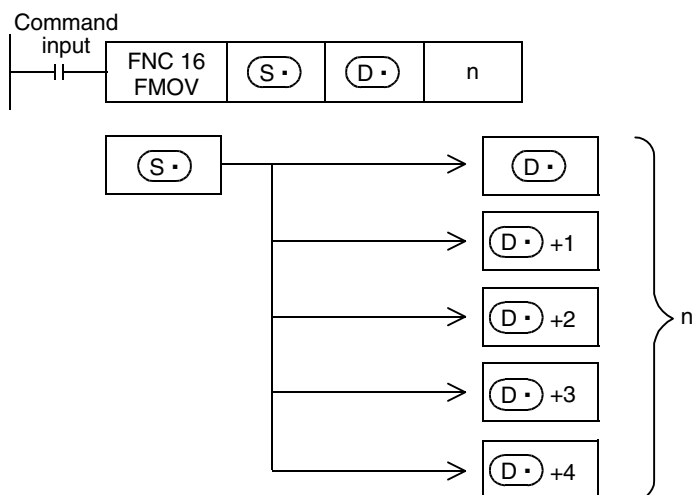 Command
input
FNC 16
FMOV
S・
D・
n
S・
D・
D・ +1
D・ +2
n
D・ +3
D・ +4